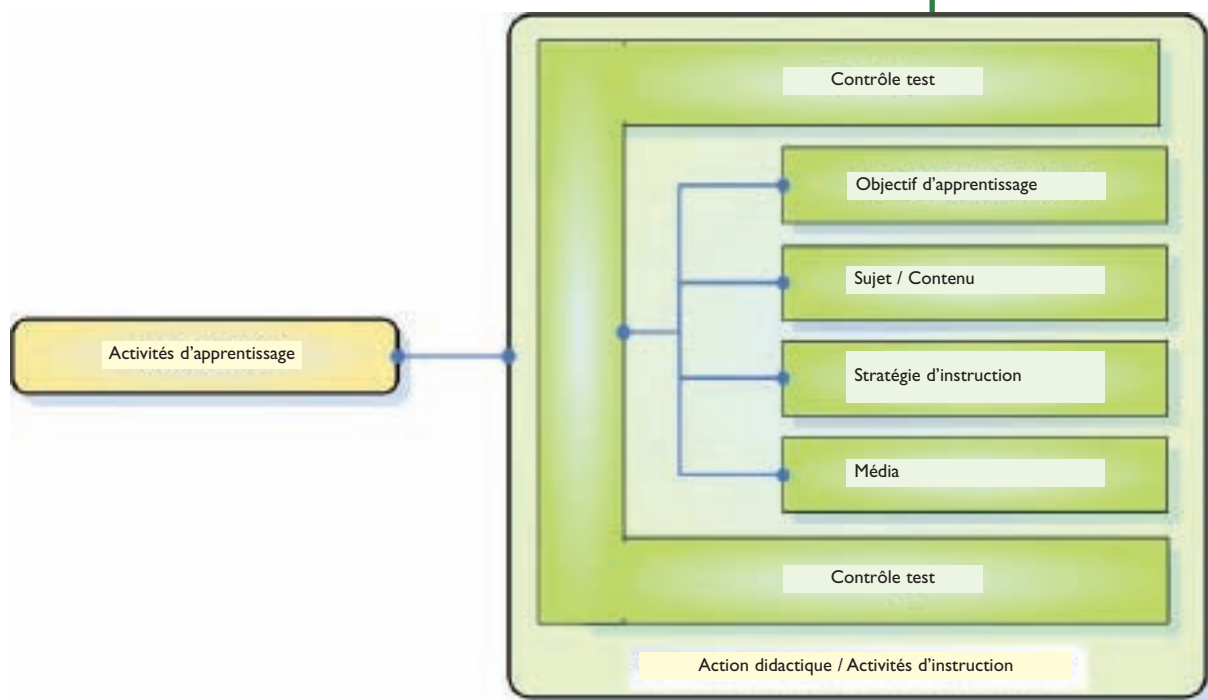 Contrôle test
Objectif d’apprentissage
Sujet / Contenu
Activités d’apprentissage
Stratégie d’instruction
Média
Contrôle test
Action didactique / Activités d’instruction